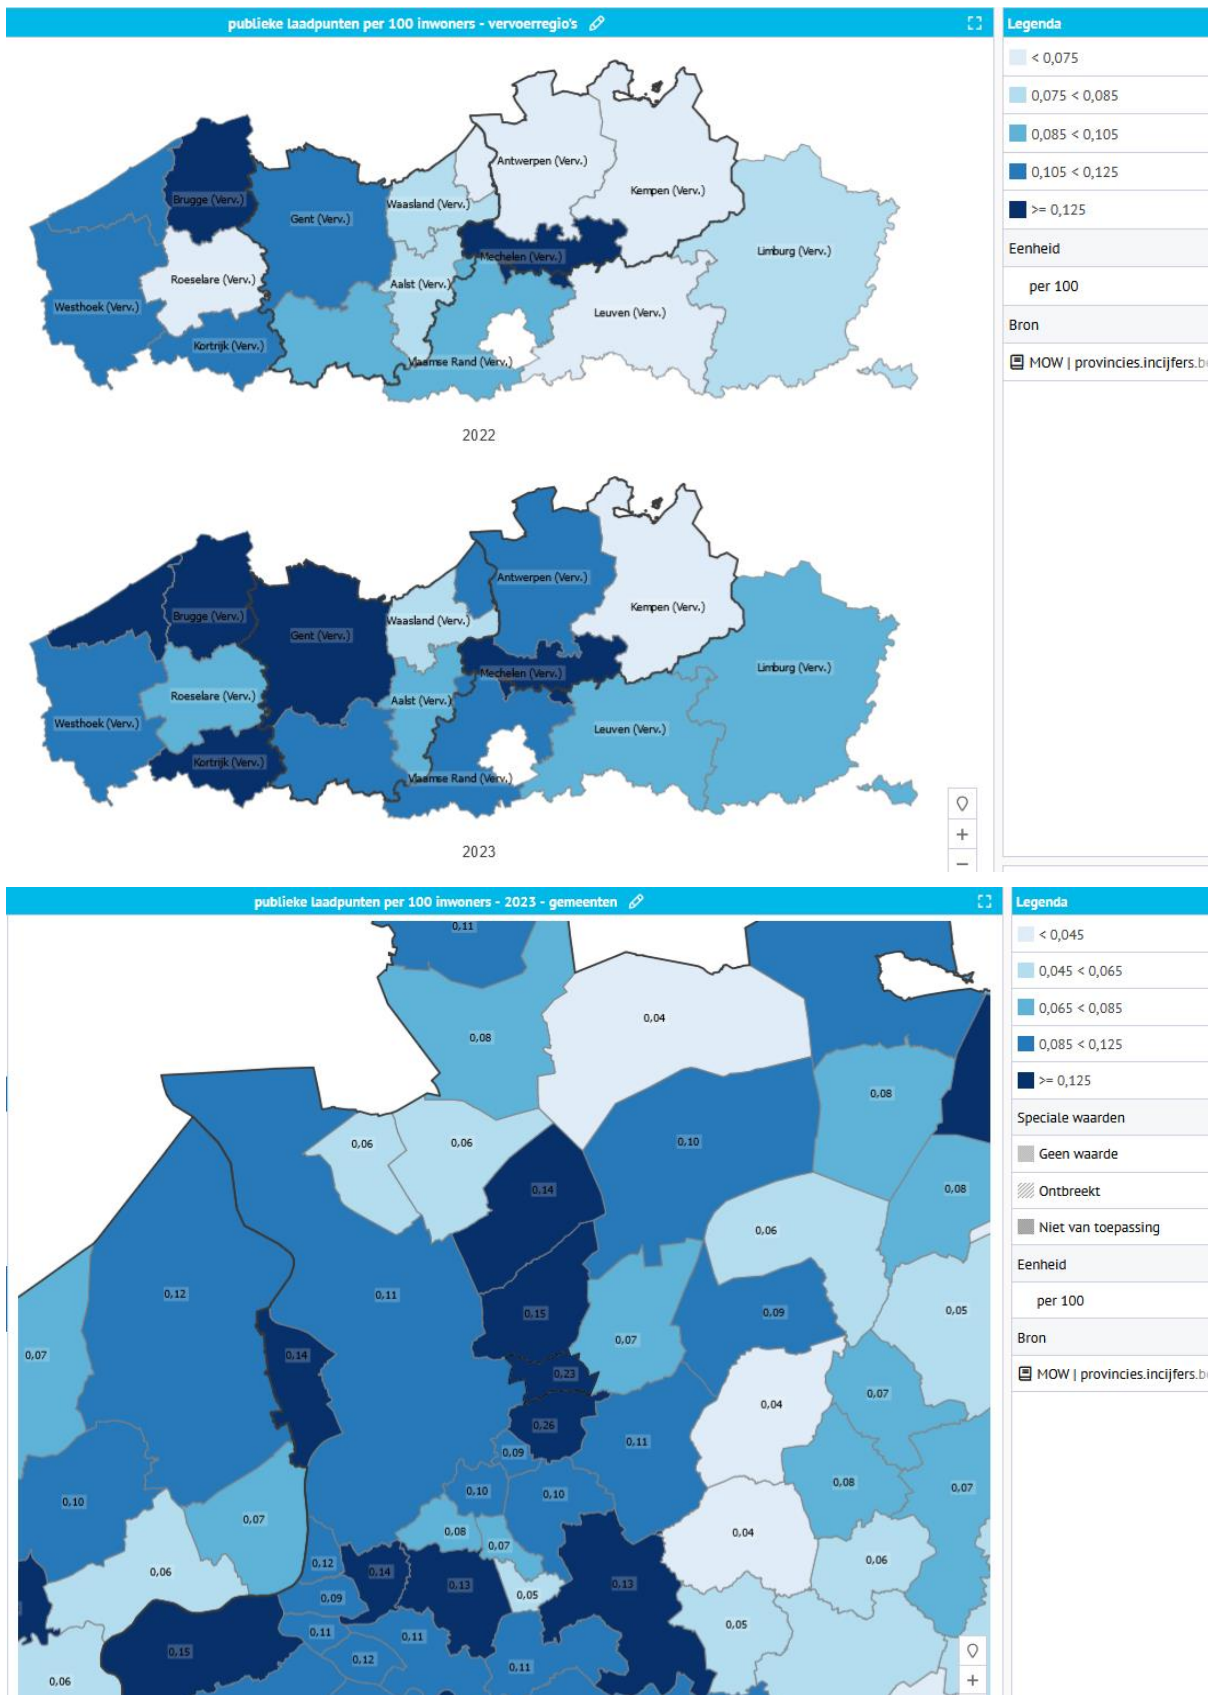 publieke laadpunten per 100 inwoners - vervoerregio's
Legenda
< 0,075
0,075 < 0,085
0,085 < 0,105
0,105 < 0,125
>= 0,125
Eenheid
per 100
Bron
MOW | provincies.incijfers.be
Antwerpen (Verv.)
Kempen (Verv.)
Brugge (Verv.)
Waasland (Verv.)
Gent (Verv.)
Limburg (Verv.)
Mechelen (Verv.)
Roeselare (Verv.)
Aalst (Verv.)
Westhoek (Verv.)
Leuven (Verv.)
Kortrijk (Verv.)
Vlaamse Rand (Verv.)
2022
Antwerpen (Verv.)
Kempen (Verv.)
Brugge (Verv.)
Waasland (Verv.)
Gent (Verv.)
Limburg (Verv.)
Mechelen (Verv.)
Roeselare (Verv.)
Aalst (Verv.)
Westhoek (Verv.)
Leuven (Verv.)
Kortrijk (Verv.)
Vlaamse Rand (Verv.)
+
−
2023
publieke laadpunten per 100 inwoners - 2023 - gemeenten
Legenda
< 0,045
0,045 < 0,065
0,065 < 0,085
0,085 < 0,125
>= 0,125
Speciale waarden
Geen waarde
Ontbreekt
Niet van toepassing
Eenheid
per 100
Bron
MOW | provincies.incijfers.be
0,11
0,04
0,08
0,08
0,06
0,06
0,10
0,14
0,08
0,06
0,12
0,11
0,15
0,09
0,05
0,07
0,14
0,07
0,23
0,07
0,04
0,26
0,11
0,09
0,08
0,07
0,10
0,10
0,10
0,07
0,08
0,07
0,04
0,06
0,06
0,12
0,14
0,13
0,05
0,13
0,09
0,11
0,11
0,05
0,15
0,12
0,11
0,06
+